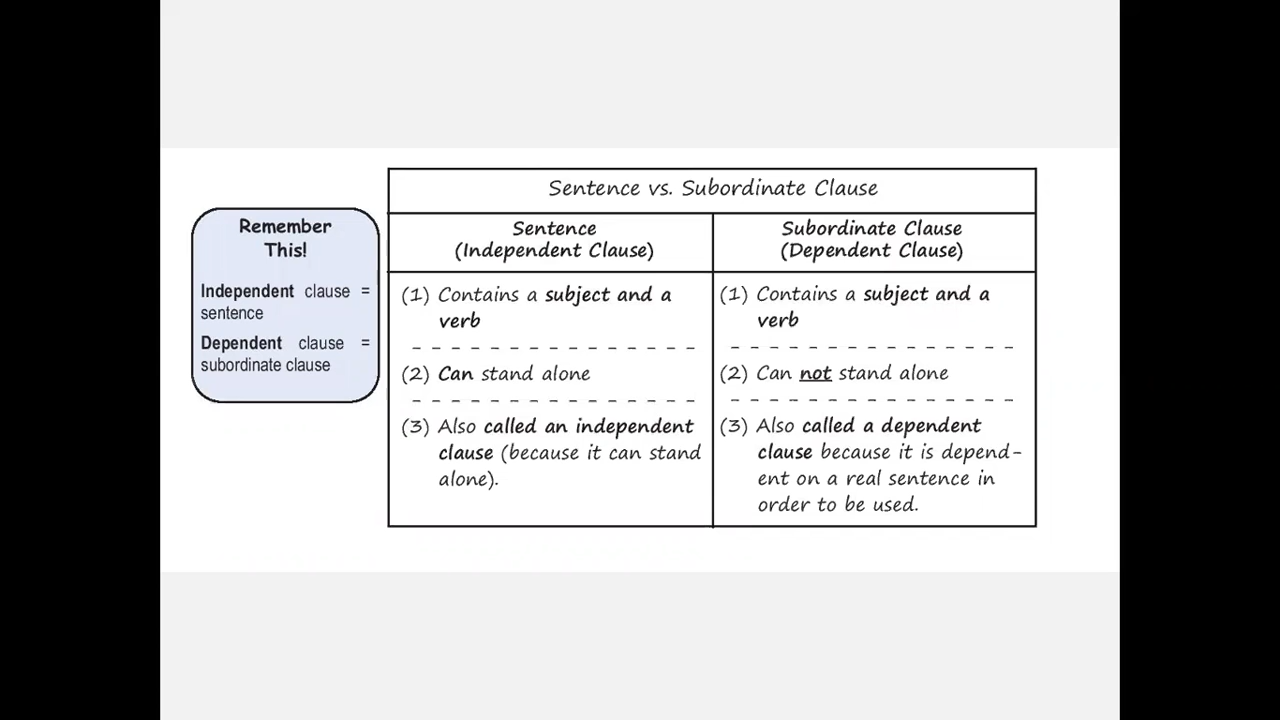 Sentence vs. Subordinate Clause
Remember
This!
Independent clause =
sentence
Dependent clause =
subordinate clause
Sentence
(Independent Clause)
(1) Contains a subject and a
verb
(2) Can stand alone
(3) Also called an independent
clause (because it can stand
alone).
Subordinate Clause
(Dependent Clause)
(1) Contains a subject and a
verb
(2) Can not stand alone
(3) Also called a dependent
clause because it is depend-
ent on a real sentence in
order to be used.